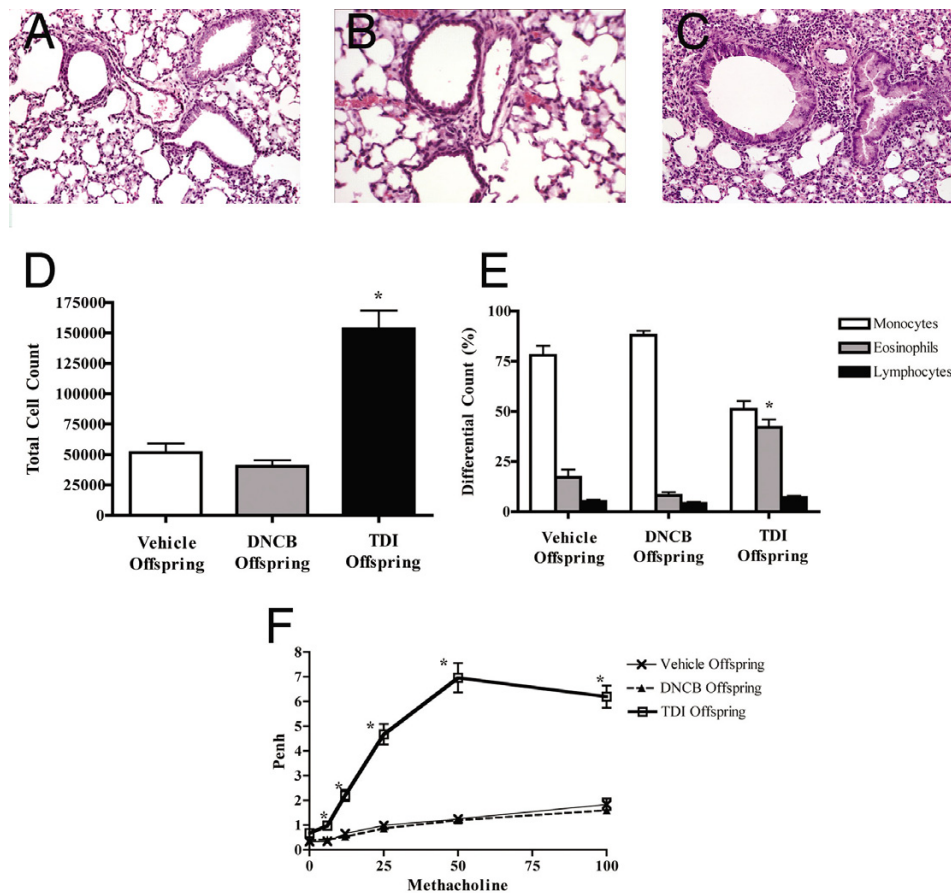 A
B
C
D
175000
150000
125000
100000
75000
50000
25000
0
Total Cell Count
*
Vehicle Offspring
DNCB Offspring
TDI Offspring
E
100
75
50
25
0
Differential Count (%)
*
Monocytes
Eosinophils
Lymphocytes
Vehicle Offspring
DNCB Offspring
TDI Offspring
F
8
7
6
5
4
3
2
1
0
Penh
*
*
*
*
*
0
25
50
75
100
Methacholine
Vehicle Offspring
DNCB Offspring
TDI Offspring